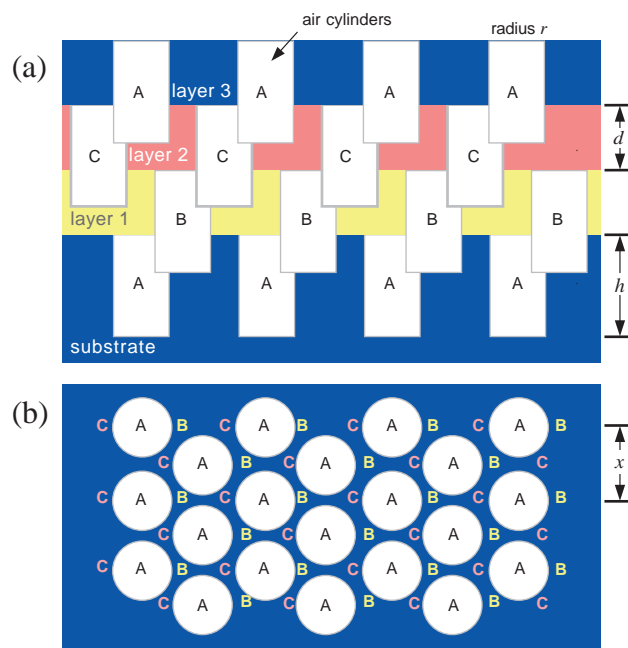 air cylinders
radius r
(a)
A A A A
layer 3
d
C C C C
layer 2
layer 1
B B B B
h
A A A A
substrate
(b)
C A B C A B C A B C A B
C A B C A B C A B C
x
C A B C A B C A B C A B
C A B C A B C A B C
C A B C A B C A B C A B
C A B C A B C A B C